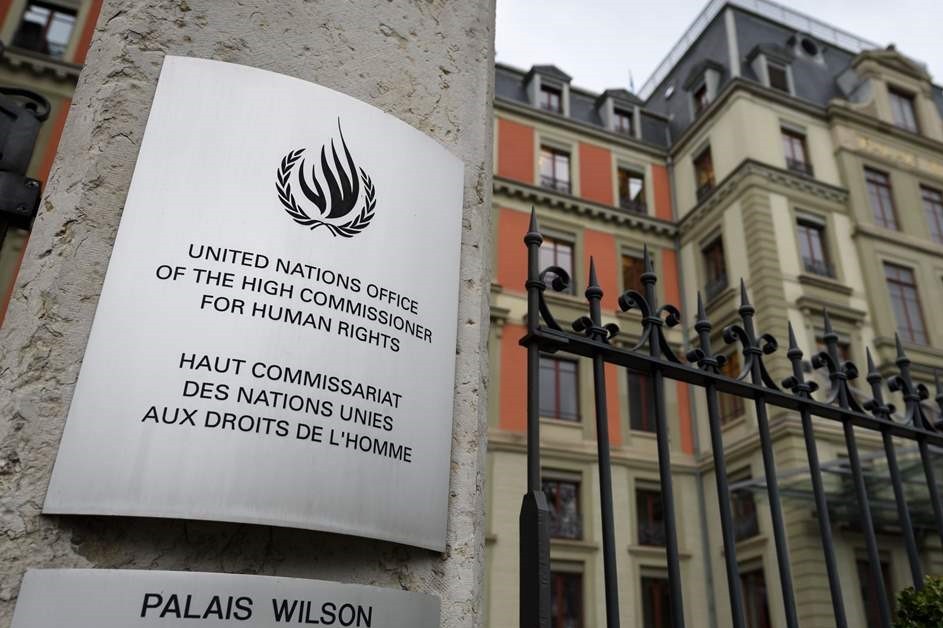 UNITED NATIONS OFFICE
OF THE HIGH COMMISSIONER
FOR HUMAN RIGHTS
HAUT COMMISSARIAT
DES NATIONS UNIES
AUX DROITS DE L'HOMME
PALAIS WILSON